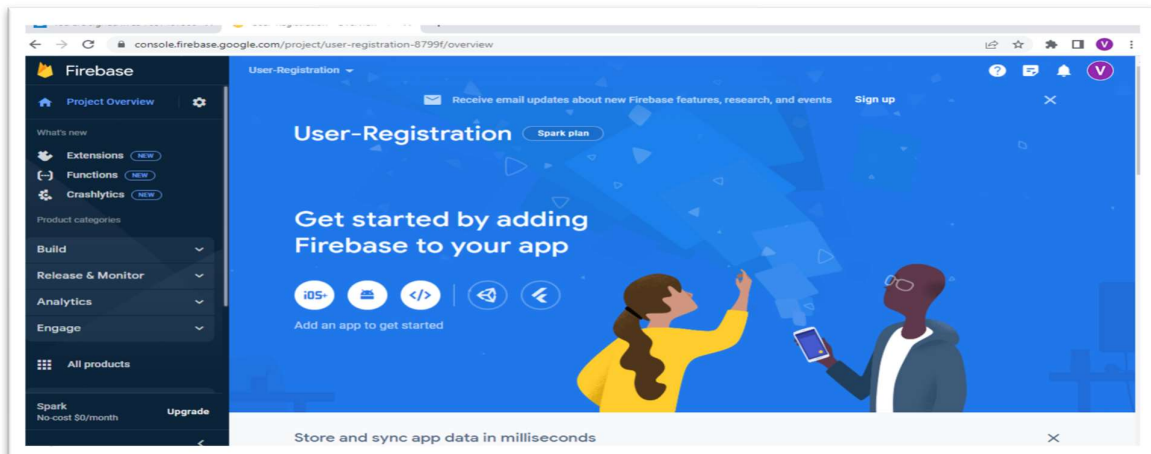 console.firebase.google.com/project/user-registration-8799f/overview
V
Firebase
User-Registration
V
Project Overview
Receive email updates about new Firebase features, research, and events Sign up
What's new
User-Registration Spark plan
Extensions NEW
Functions NEW
Crashlytics NEW
Product categories
Get started by adding
Firebase to your app
Build
Release & Monitor
Analytics
Engage
iOS+
</>
Add an app to get started
All products
Spark
No-cost $0/month
Upgrade
Store and sync app data in milliseconds